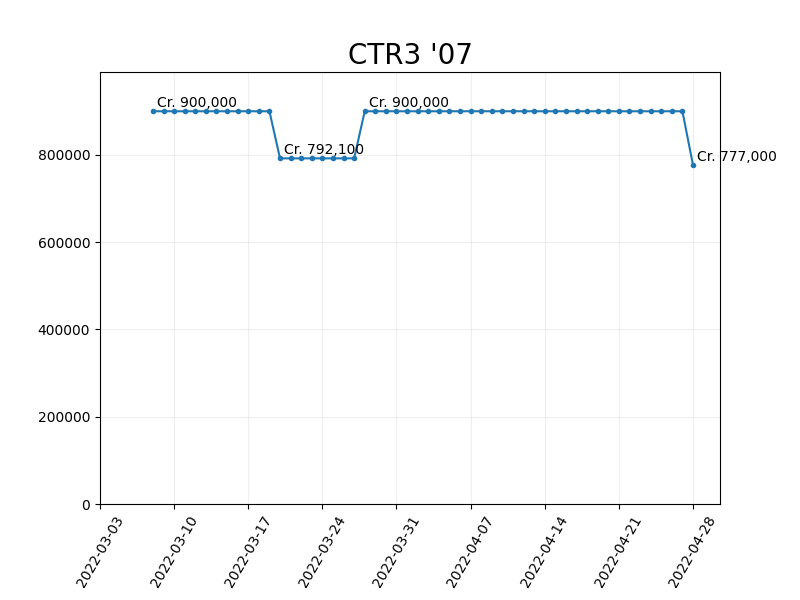 CTR3 '07
Cr. 900,000
Cr. 900,000
Cr. 792,100
Cr. 777,000
800000
600000
400000
200000
0
2022-03-03
2022-03-10
2022-03-17
2022-03-24
2022-03-31
2022-04-07
2022-04-14
2022-04-21
2022-04-28